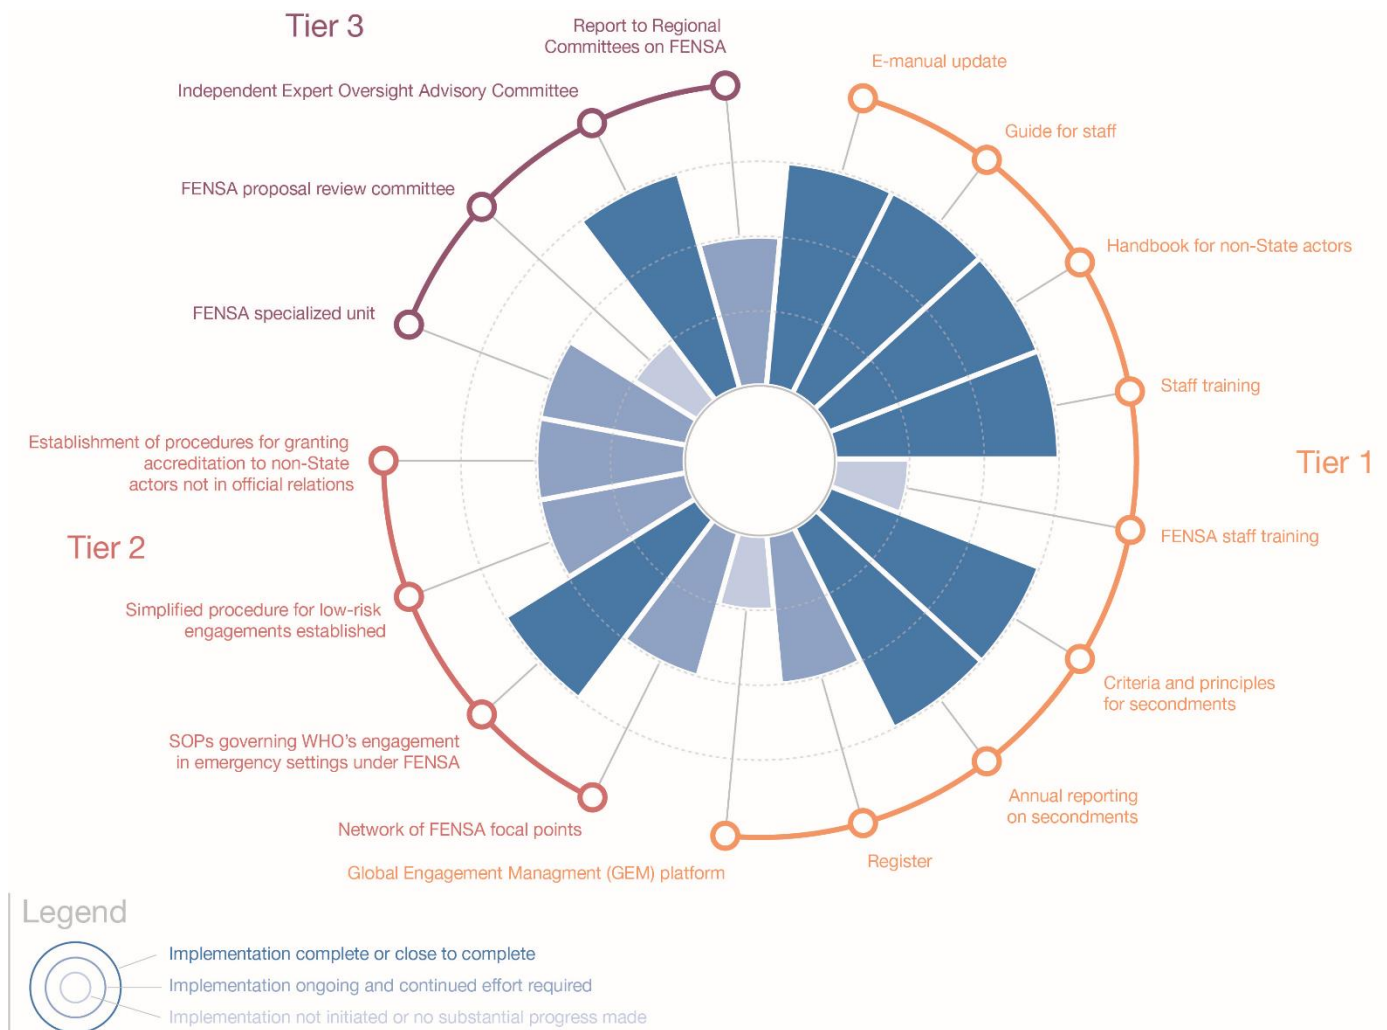 Tier 3
Report to Regional
Committees on FENSA
Independent Expert Oversight Advisory Committee
FENSA proposal review committee
FENSA specialized unit
E-manual update
Guide for staff
Handbook for non-State actors
Staff training
Tier 1
FENSA staff training
Criteria and principles
for secondments
Annual reporting
on secondments
Register
Global Engagement Managment (GEM) platform
Establishment of procedures for granting
accreditation to non-State
actors not in official relations
Tier 2
Simplified procedure for low-risk
engagements established
SOPs governing WHO's engagement
in emergency settings under FENSA
Network of FENSA focal points
Legend
Implementation complete or close to complete
Implementation ongoing and continued effort required
Implementation not initiated or no substantial progress made